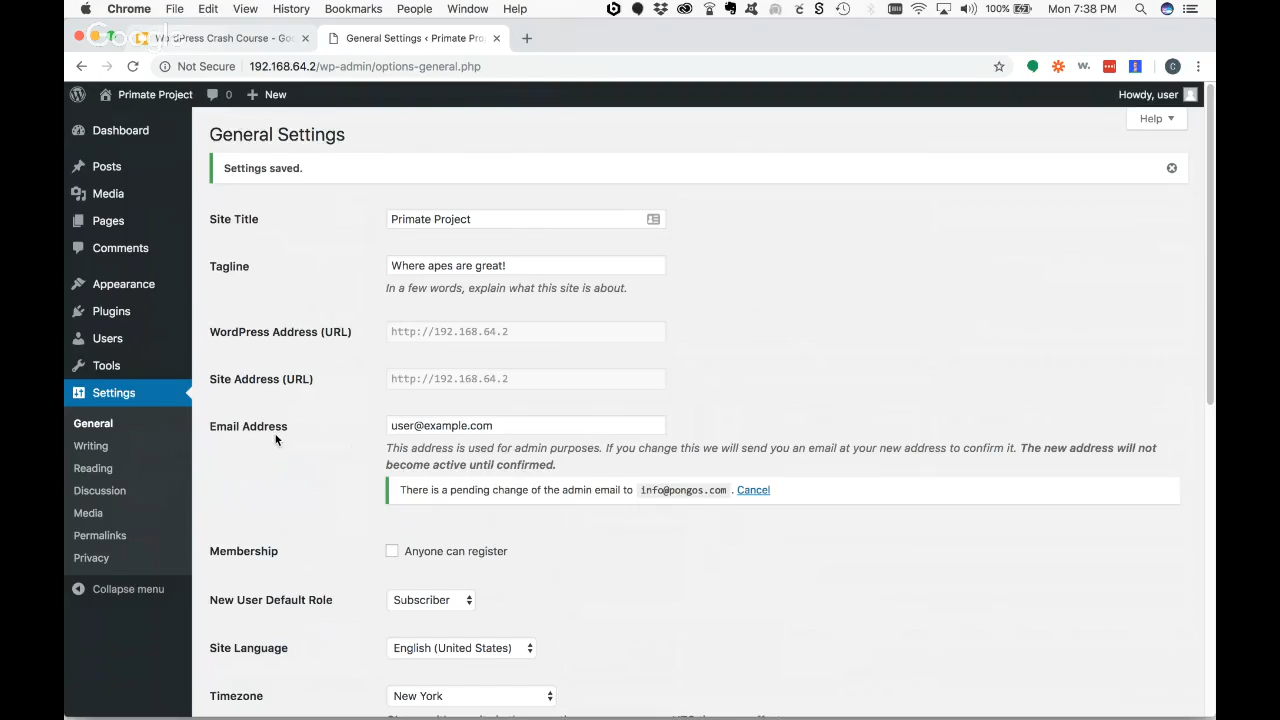 Chrome File Edit View History Bookmarks People Window Help 100% Mon 7:38 PM
Google
WordPress Crash Course - Go
General Settings ‹ Primate Pro
Not Secure 192.168.64.2/wp-admin/options-general.php
w. C
Primate Project 0 New Howdy, user
Help
Dashboard
Posts
Media
Pages
Comments
Appearance
Plugins
Users
Tools
Settings
General
Writing
Reading
Discussion
Media
Permalinks
Privacy
Collapse menu
General Settings
Settings saved.
Site Title Primate Project
Tagline Where apes are great!
In a few words, explain what this site is about.
WordPress Address (URL) http://192.168.64.2
Site Address (URL) http://192.168.64.2
Email Address user@example.com
This address is used for admin purposes. If you change this we will send you an email at your new address to confirm it. The new address will not
become active until confirmed.
There is a pending change of the admin email to info@pongos.com . Cancel
Membership Anyone can register
New User Default Role Subscriber
Site Language English (United States)
Timezone New York